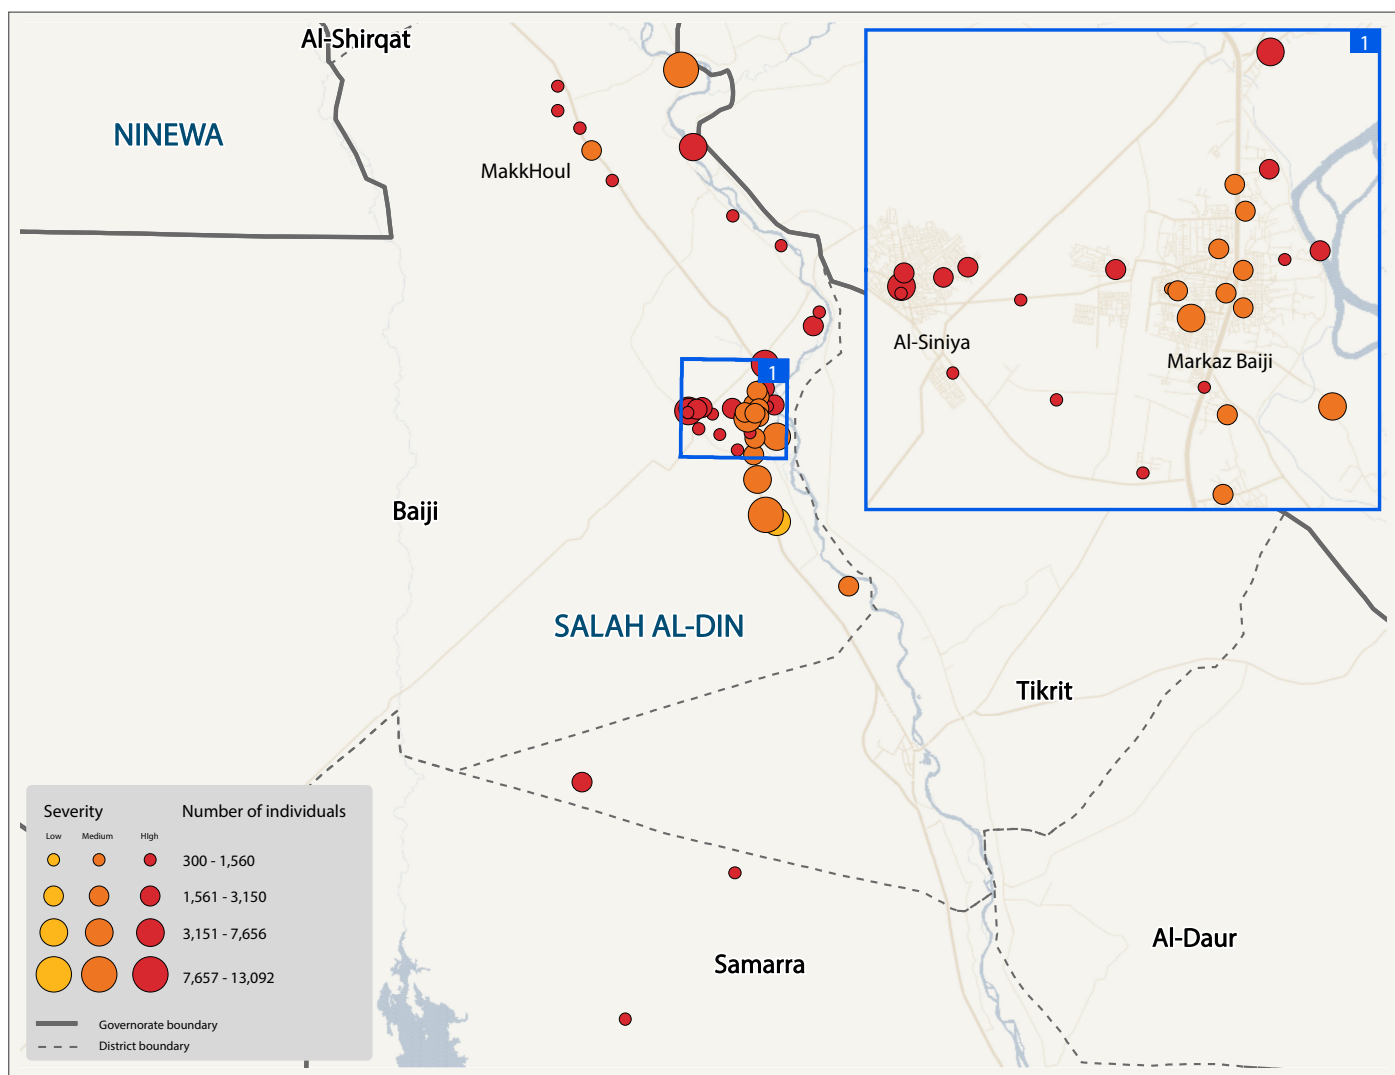 Al-Shirqat
1
NINEWA
MakkHoul
Al-Siniya
Markaz Baiji
1
Baiji
SALAH AL-DIN
Tikrit
Severity Number of individuals
Low Medium HIgh
300 - 1,560
1,561 - 3,150
3,151 - 7,656
7,657 - 13,092
Governorate boundary
District boundary
Al-Daur
Samarra